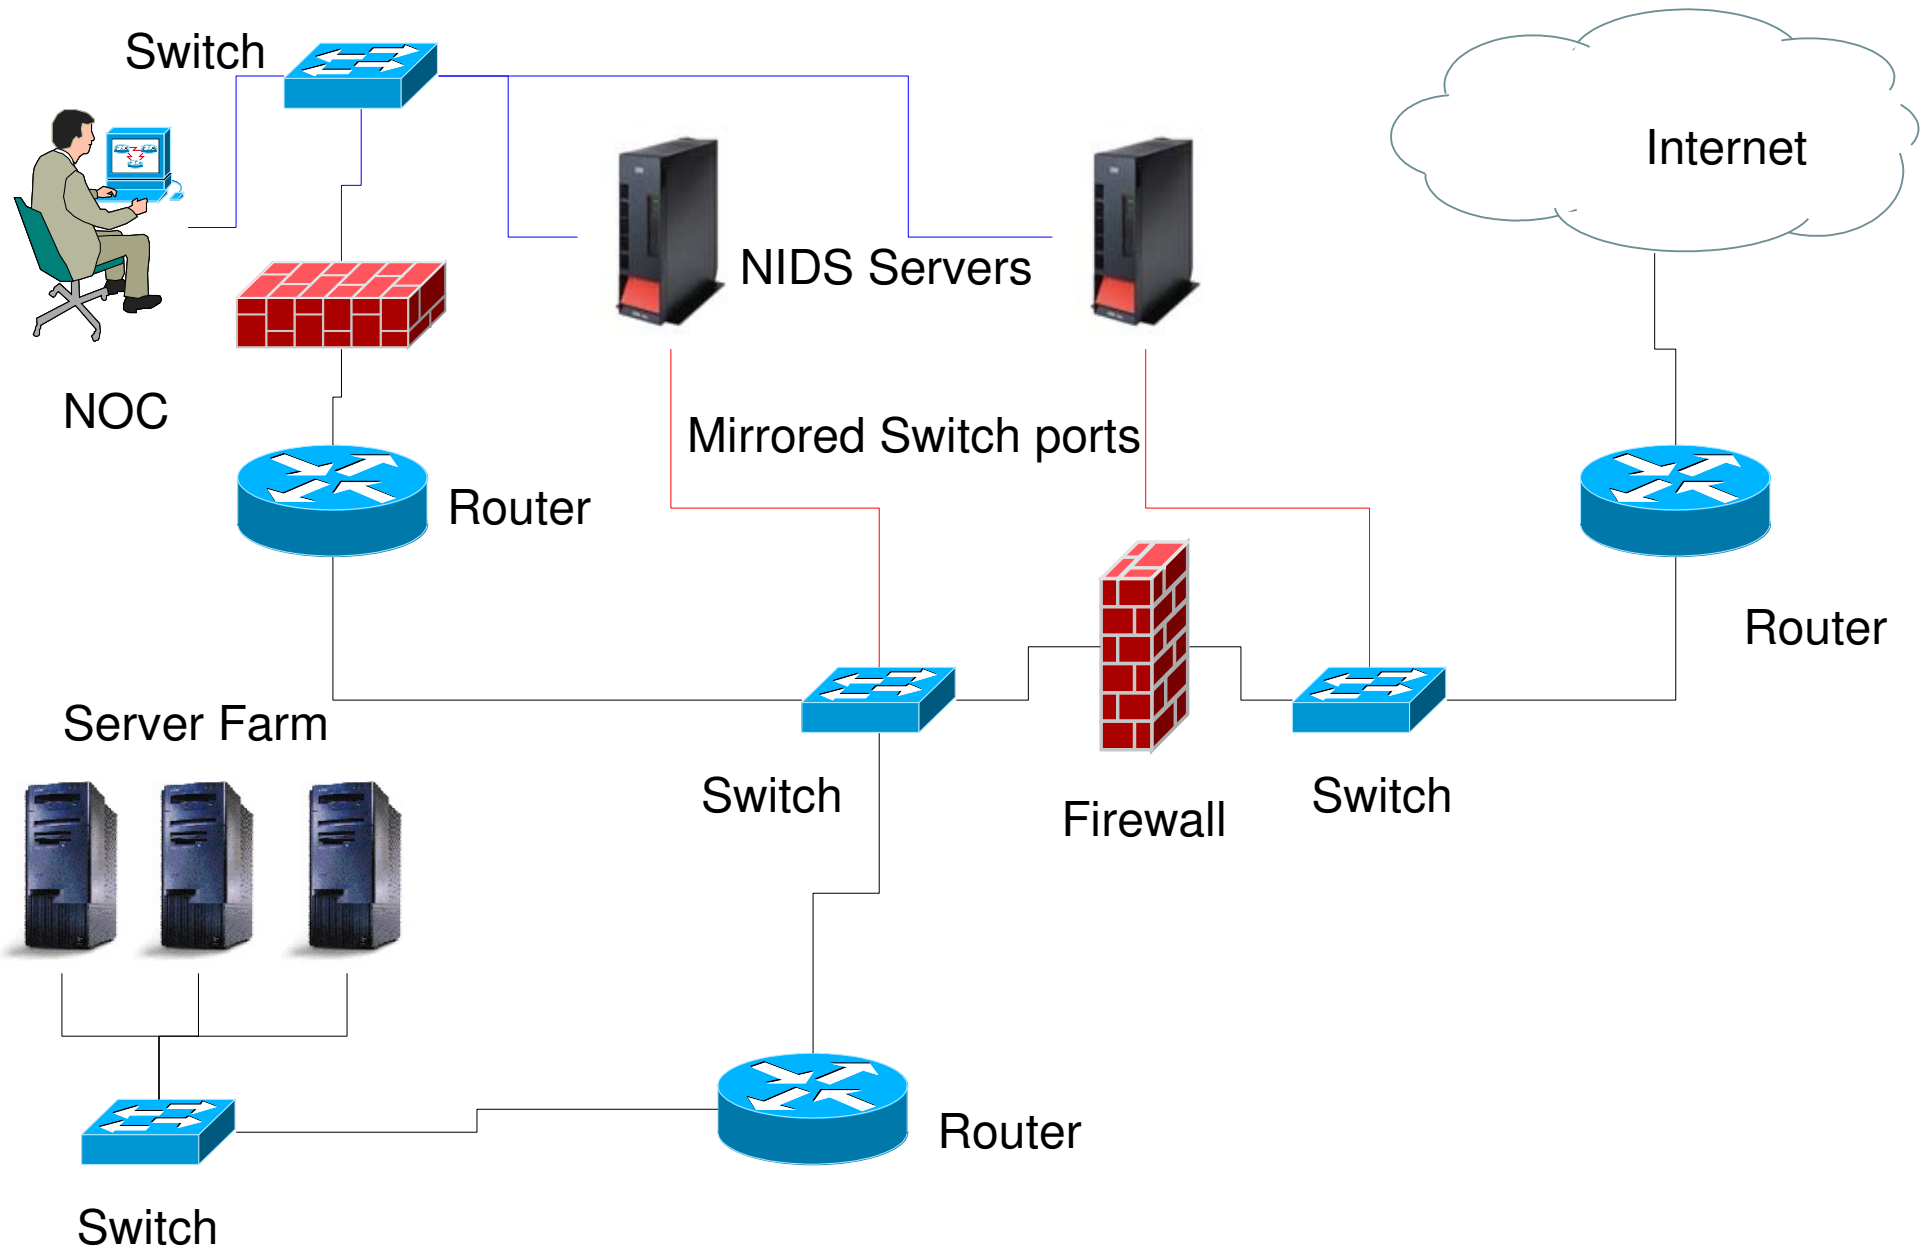 Switch
Internet
NIDS Servers
NOC
Mirrored Switch ports
Router
Router
Server Farm
Switch
Firewall
Switch
Router
Switch